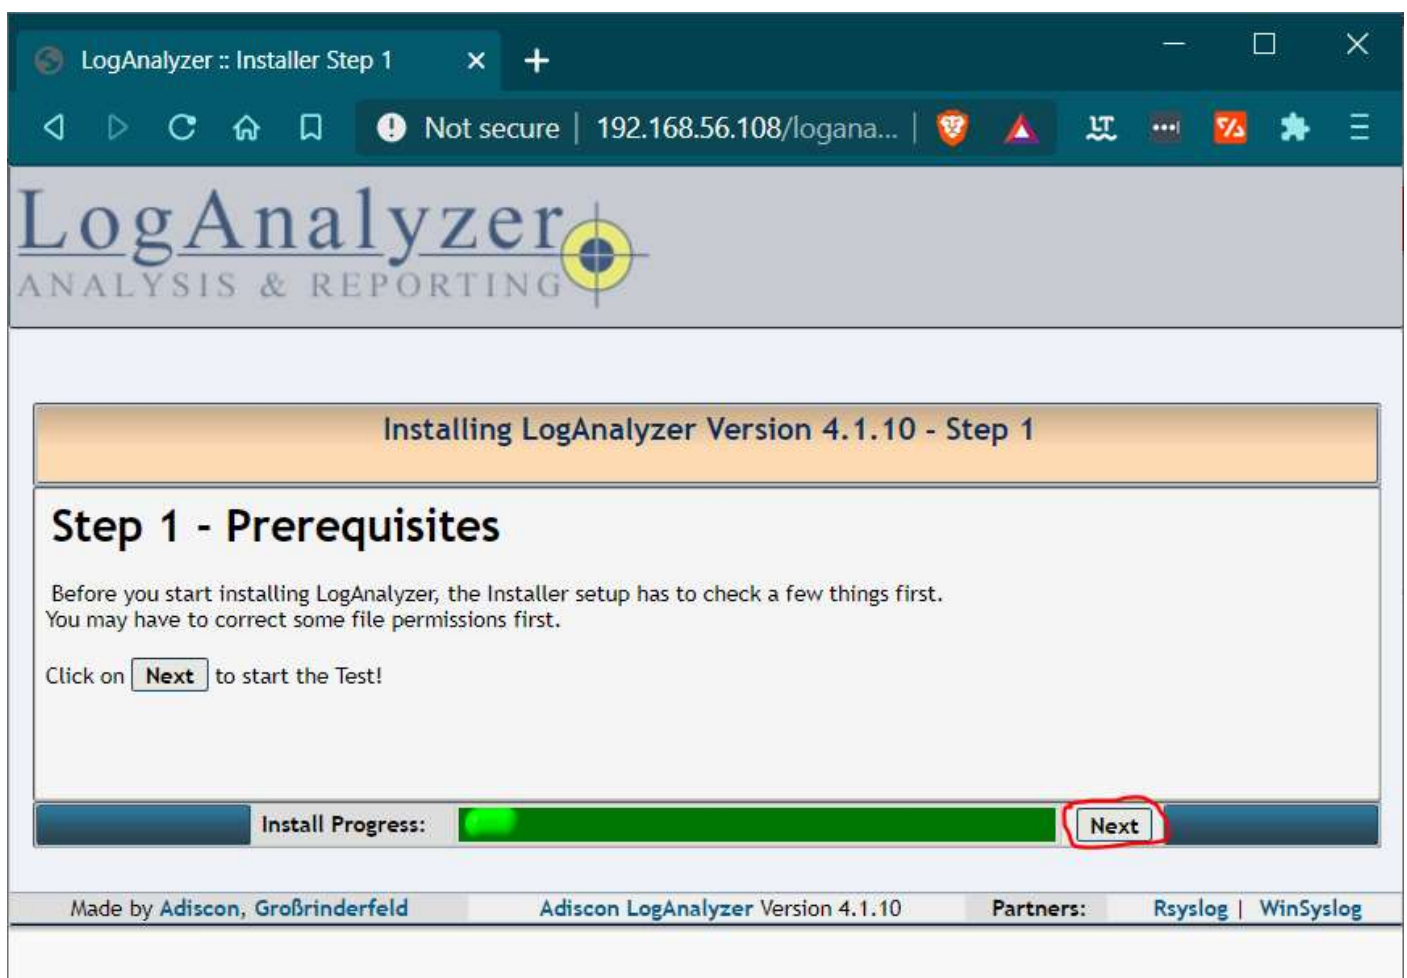 LogAnalyzer :: Installer Step 1
Not secure | 192.168.56.108/logana... |
LogAnalyzer
ANALYSIS & REPORTING
Installing LogAnalyzer Version 4.1.10 - Step 1
Step 1 - Prerequisites
Before you start installing LogAnalyzer, the Installer setup has to check a few things first.
You may have to correct some file permissions first.
Click on Next to start the Test!
Install Progress: Next
Made by Adiscon, Großrinderfeld Adiscon LogAnalyzer Version 4.1.10 Partners: Rsyslog | WinSyslog